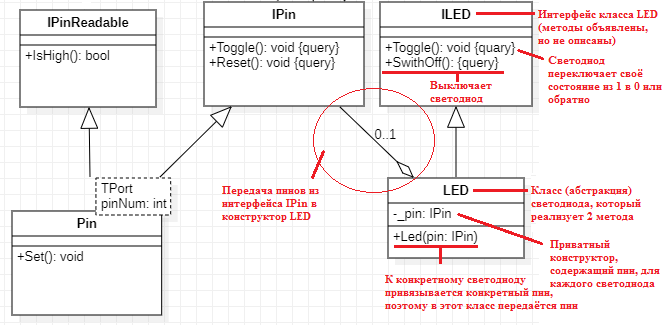 IPinReadable
+IsHigh(): bool
IPin
+Toggle(): void {query}
+Reset(): void {query}
ILED
+Toggle(): void {quary}
+SwithOff(): {query}
Интерфейс класса LED
(методы объявлены,
но не описаны)
Светодиод
переключает своё
состояние из 1 в 0 или
обратно
Выключает
светодиод
0..1
TPort
pinNum: int
Pin
+Set(): void
Передача пинов из
интерфейса IPin в
конструктор LED
LED
-_pin: IPin
+Led(pin: IPin)
Класс (абстракция)
светодиода, который
реализует 2 метода
Приватный
конструктор,
содержащий пин, для
каждого светодиода
К конкретному светодиоду
привязывается конкретный пин,
поэтому в этот класс передаётся пин